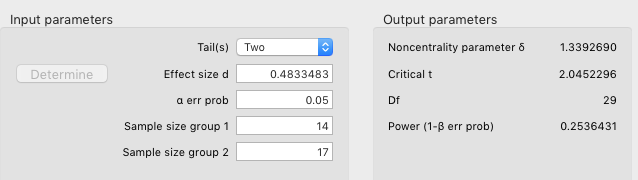 Input parameters
Tail(s) Two
Determine
Effect size d 0.4833483
α err prob 0.05
Sample size group 1 14
Sample size group 2 17
Output parameters
Noncentrality parameter δ 1.3392690
Critical t 2.0452296
Df 29
Power (1-β err prob) 0.2536431